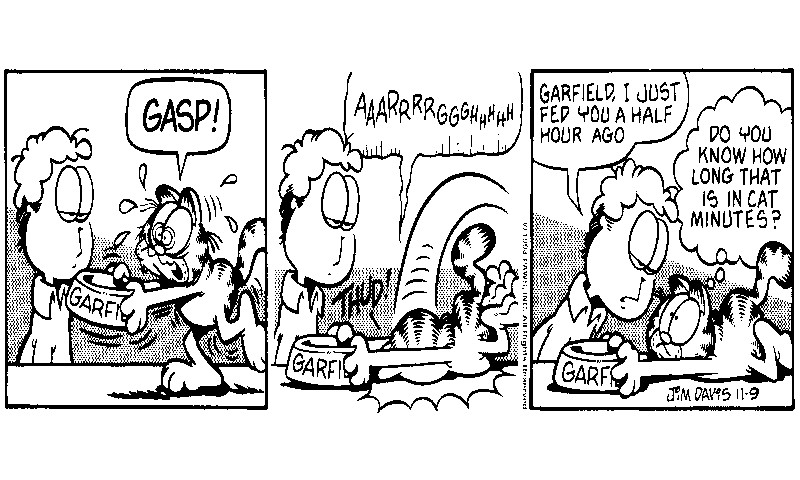 GASP!
GARFI
AAARRRRGGGHHHHH
THUD!
GARFI
GARFIELD, I JUST
FED YOU A HALF
HOUR AGO
DO YOU
KNOW HOW
LONG THAT
IS IN CAT
MINUTES?
GARFI
JIM DAVIS 11-9